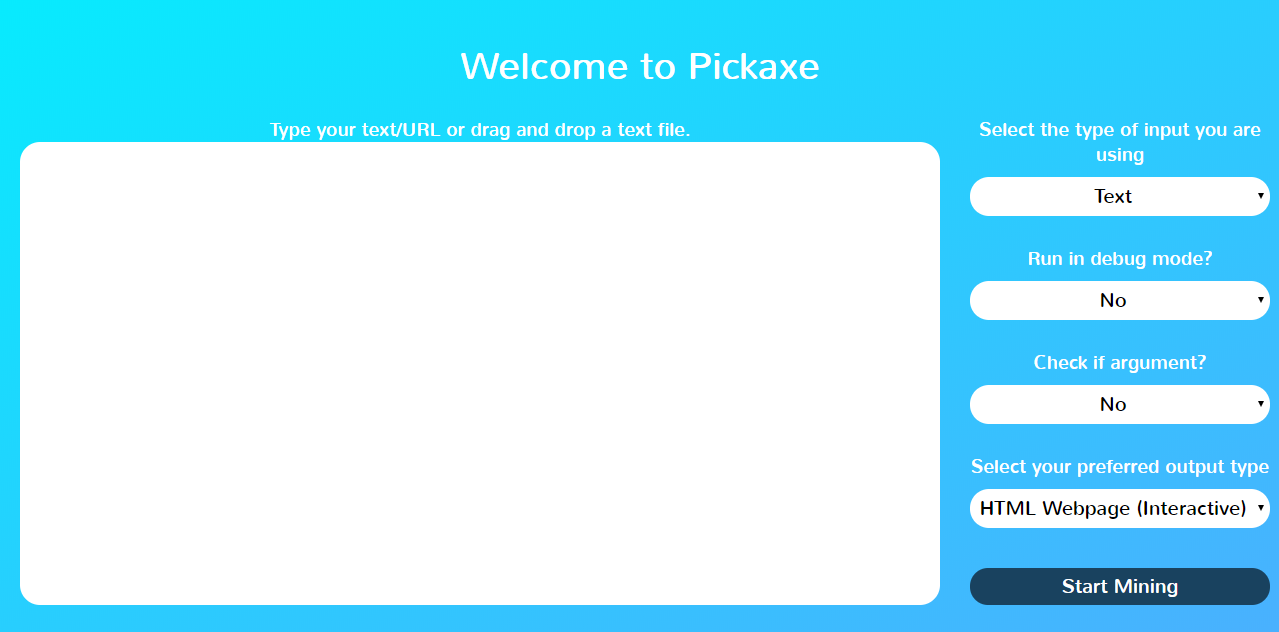 Welcome to Pickaxe
Type your text/URL or drag and drop a text file.
Select the type of input you are
using
Text
Run in debug mode?
No
Check if argument?
No
Select your preferred output type
HTML Webpage (Interactive)
Start Mining